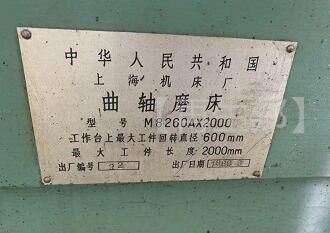 中华人民共和国
上海机床厂
曲轴磨床
型号 M8260AX2000
工作台上最大工件回转直径 600mm
最大工件长度 2000mm
出厂编号 22 出厂日期